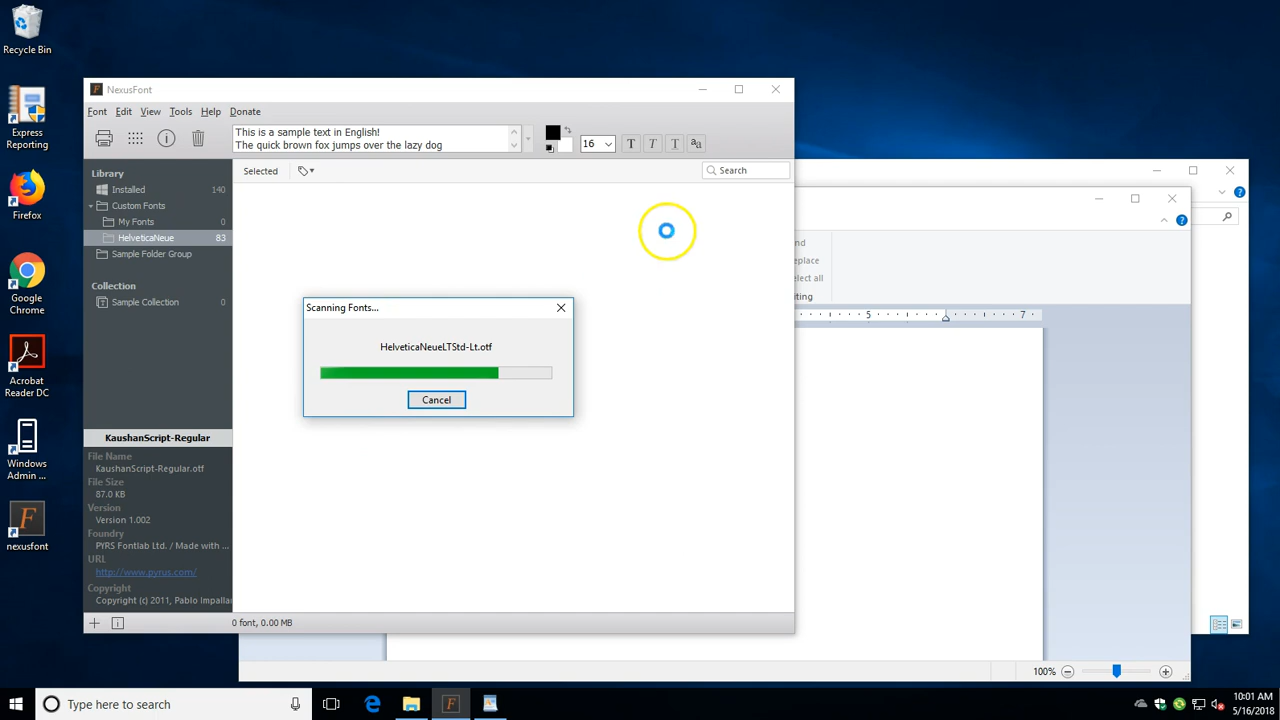 Recycle Bin
Express
Reporting
Firefox
Google
Chrome
Acrobat
Reader DC
Windows
Admin ...
nexusfont
NexusFont
Font Edit View Tools Help Donate
This is a sample text in English!
The quick brown fox jumps over the lazy dog
16
Library
Selected
Search
Installed 140
Custom Fonts
My Fonts 0
HelveticaNeue 83
Sample Folder Group
Collection
Sample Collection 0
Scanning Fonts...
HelveticaNeueLTStd-Lt.otf
Cancel
KaushanScript-Regular
File Name
KaushanScript-Regular.otf
File Size
87.0 KB
Version
Version 1.002
Foundry
PYRS Fontlab Ltd. / Made with ...
URL
http://www.pyrus.com/
Copyright
Copyright (c) 2011, Pablo Impallar
0 font, 0.00 MB
nd
eplace
elect all
iting
5 7
100%
Type here to search
10:01 AM
5/16/2018